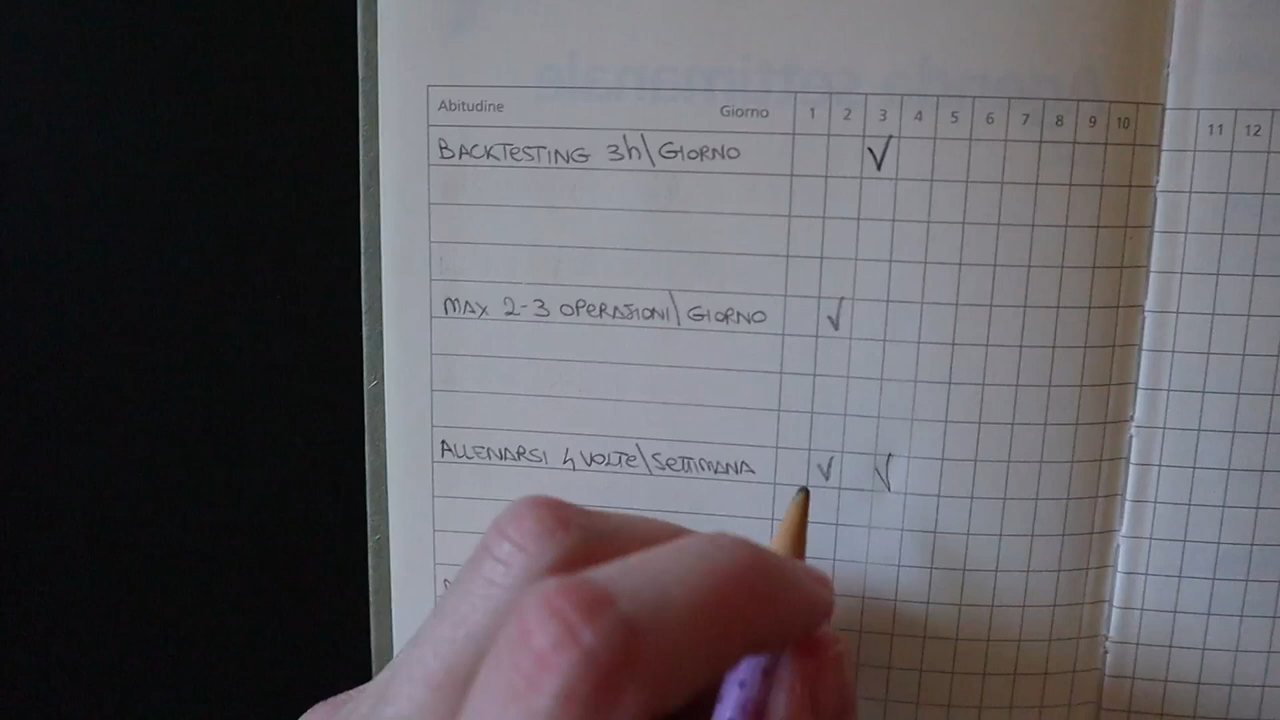 Abitudine Giorno 1 2 3 4 5 6 7 8 9 10 11 12
BACKTESTING 3h\GIORNO
MAX 2-3 OPERAZIONI\GIORNO
ALLENARSI 4 VOLTE\SETTIMANA